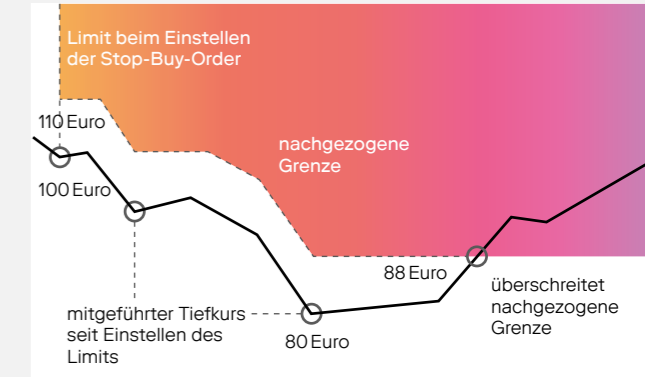 Limit beim Einstellen
der Stop-Buy-Order
110 Euro
nachgezogene
Grenze
100 Euro
88 Euro
überschreitet
nachgezogene
Grenze
mitgeführter Tiefkurs
seit Einstellen des
Limits
80 Euro